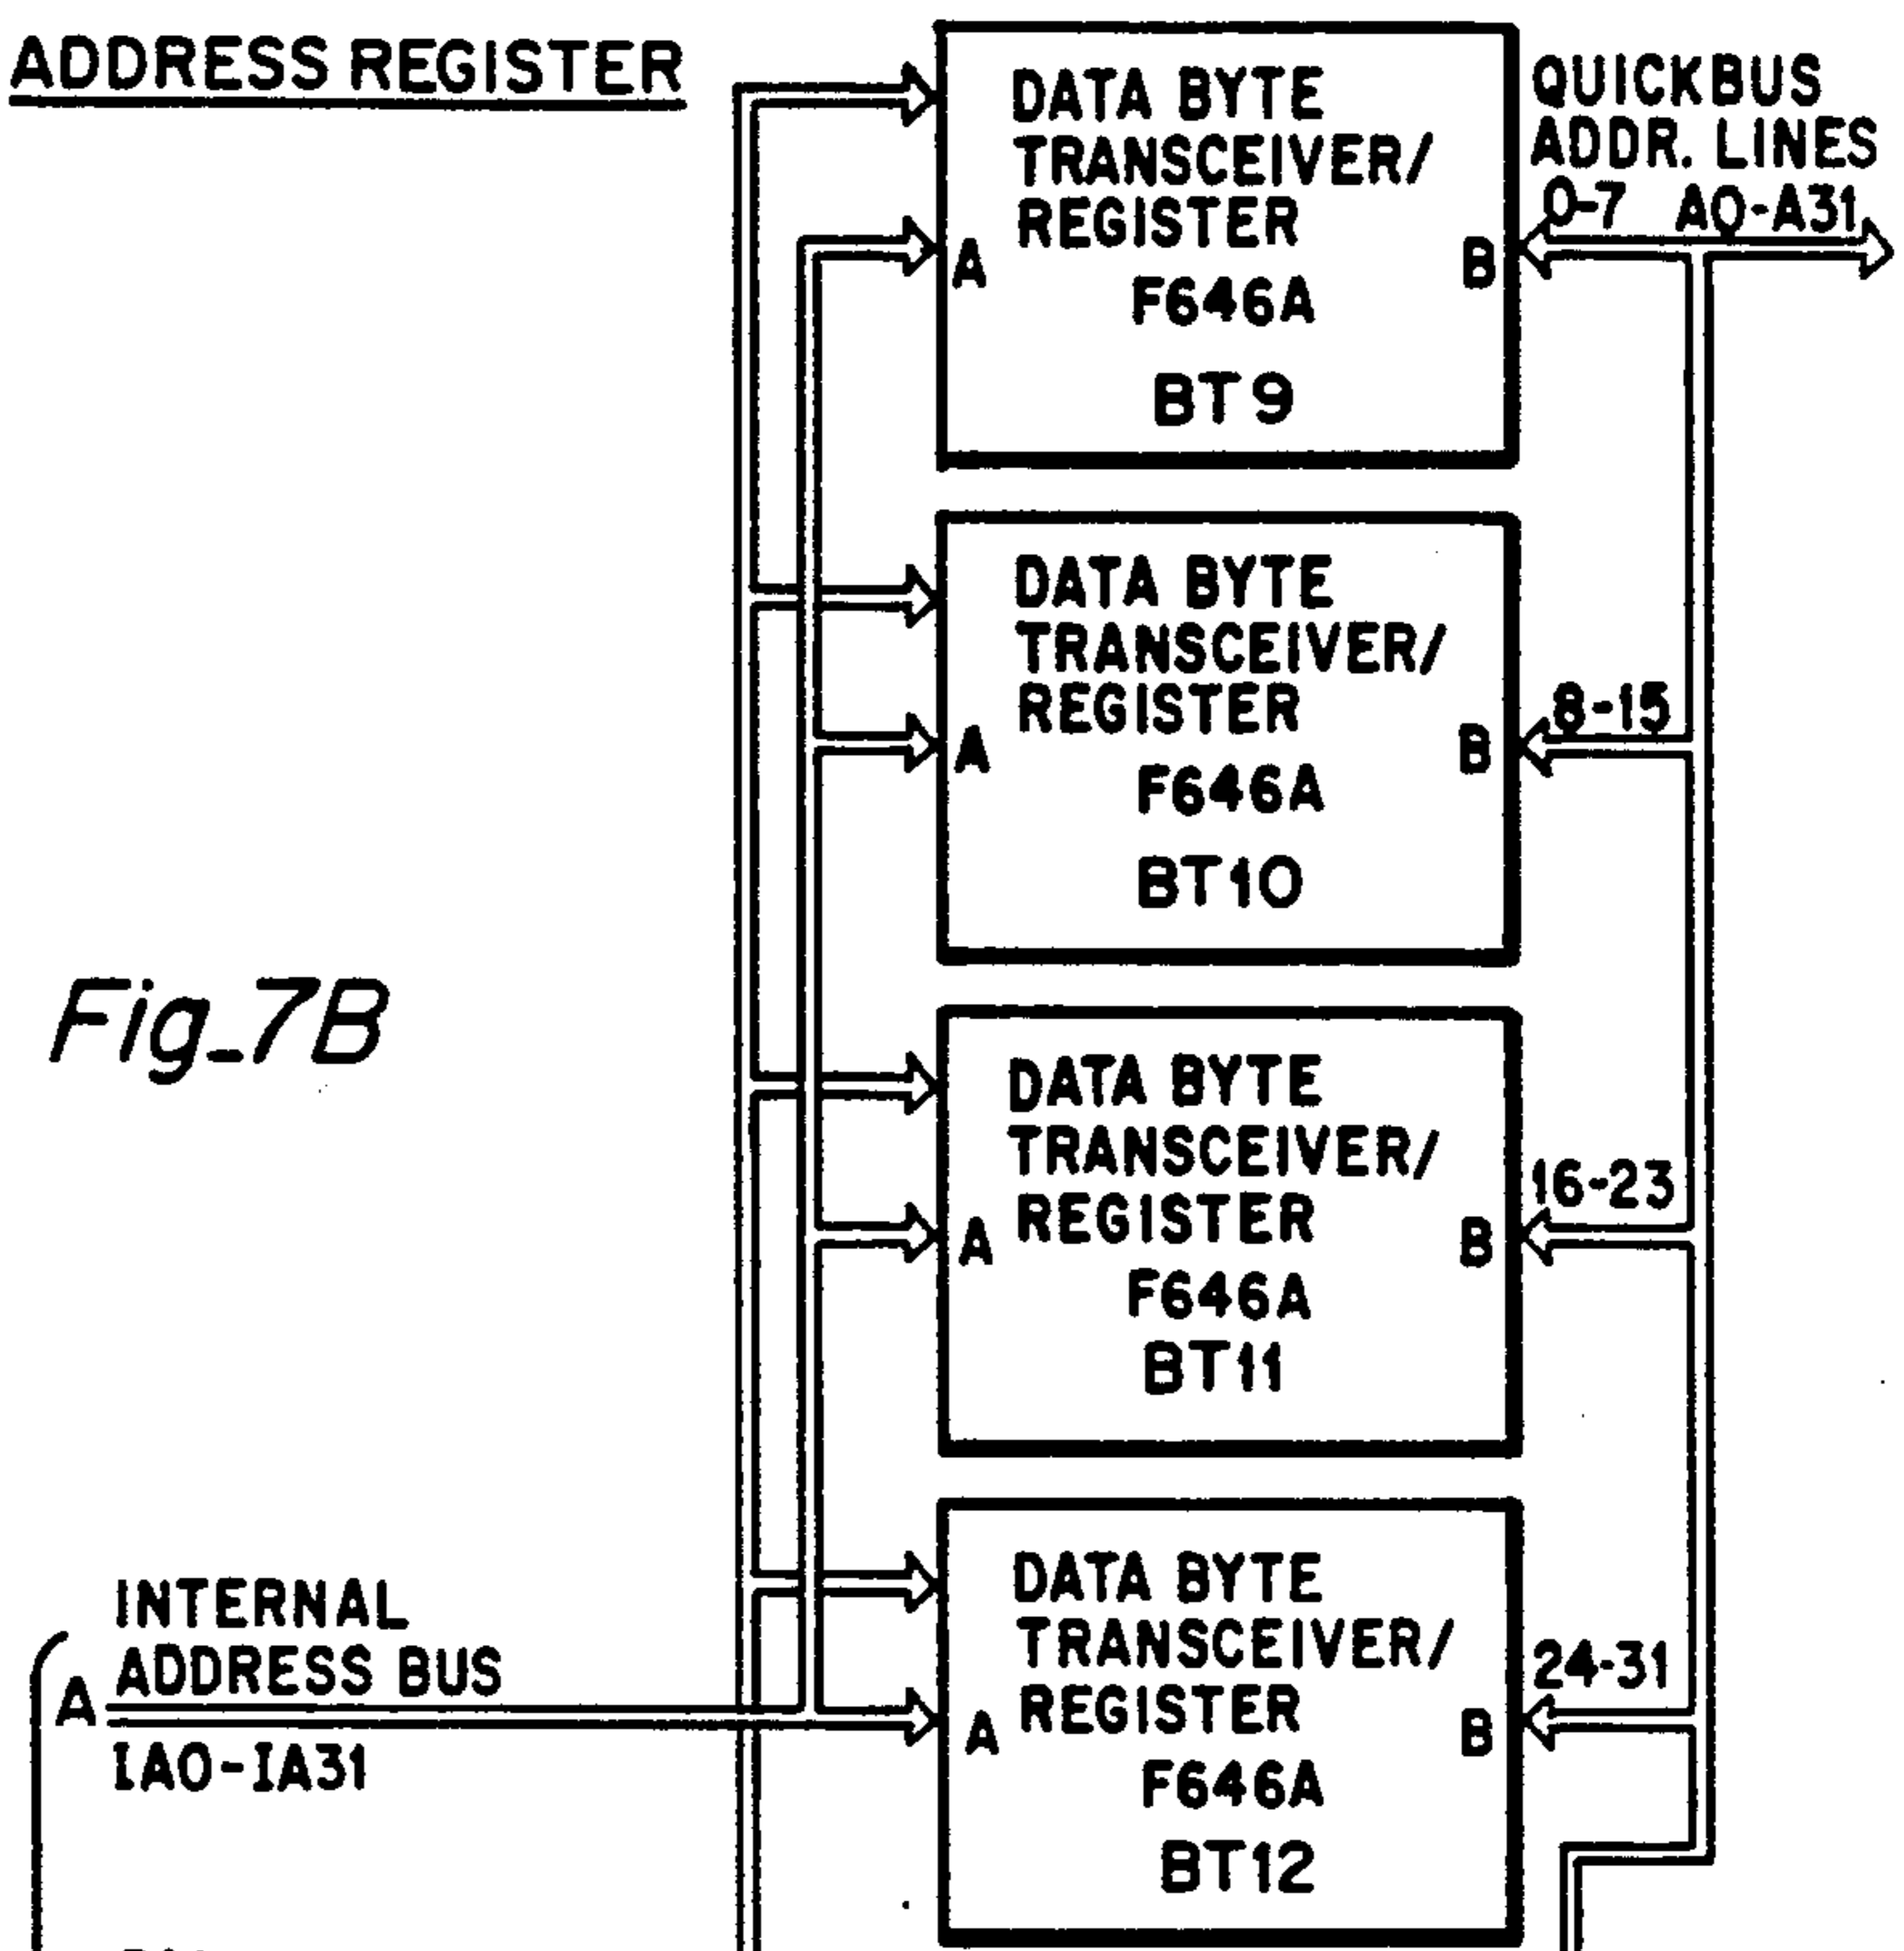 ADDRESS REGISTER
DATA BYTE
TRANSCEIVER/
REGISTER
A
B
F646A
BT9
QUICKBUS
ADDR. LINES
0-7 A0-A31
DATA BYTE
TRANSCEIVER/
REGISTER
A
B
F646A
BT10
8-15
Fig_7B
DATA BYTE
TRANSCEIVER/
REGISTER
A
B
F646A
BT11
16-23
DATA BYTE
TRANSCEIVER/
REGISTER
A
B
F646A
BT12
24-31
INTERNAL
A ADDRESS BUS
IA0-IA31